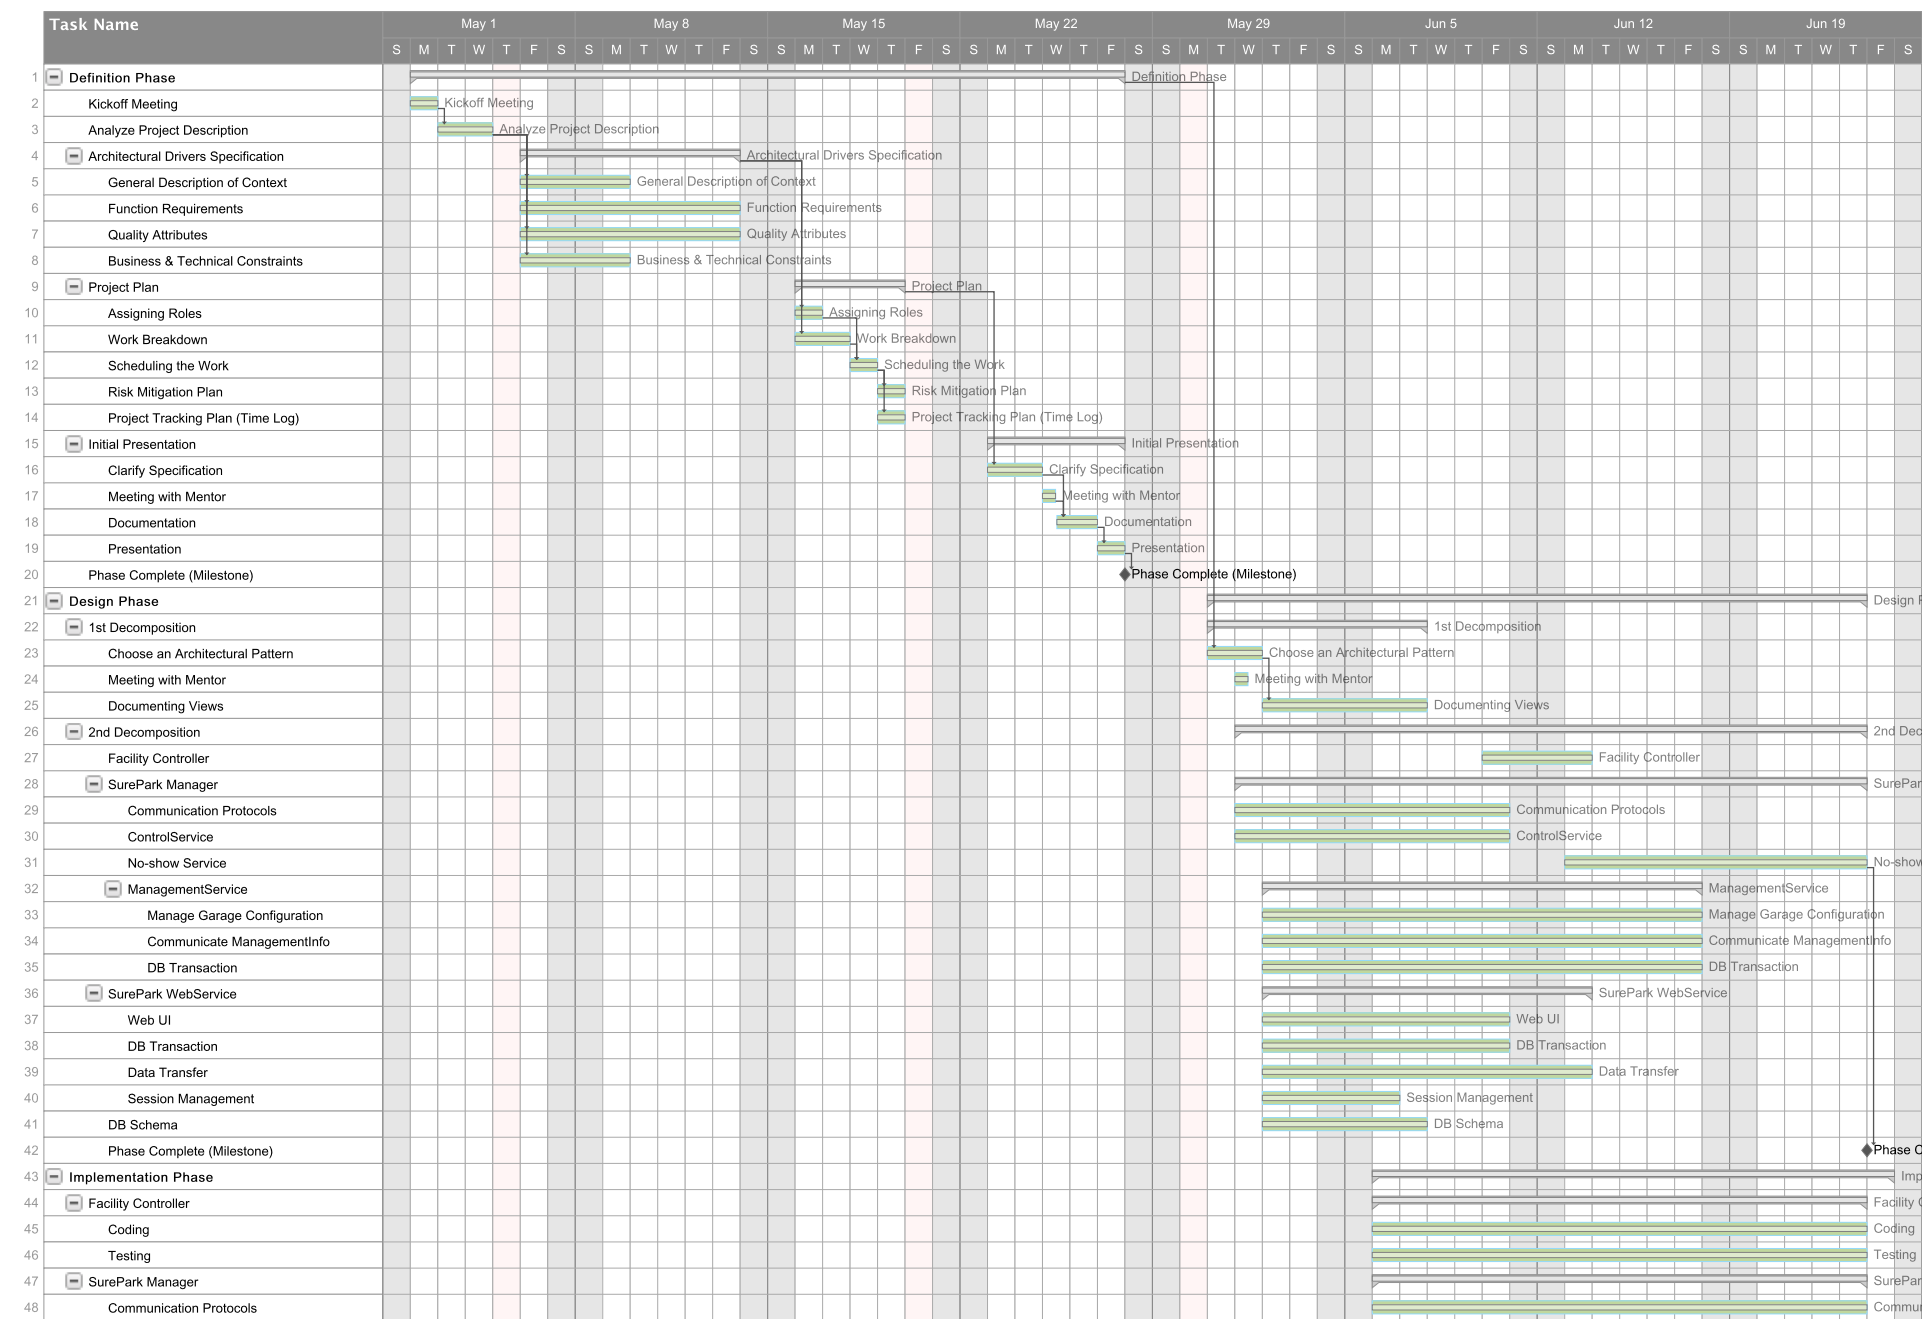 Task Name May 1 May 8 May 15 May 22 May 29 Jun 5 Jun 12 Jun 19
S M T W T F S S M T W T F S S M T W T F S S M T W T F S S M T W T F S S M T W T F S S M T W T F S S M T W T F S
1 Definition Phase Definition Phase
2 Kickoff Meeting Kickoff Meeting
3 Analyze Project Description Analyze Project Description
4 Architectural Drivers Specification Architectural Drivers Specification
5 General Description of Context General Description of Context
6 Function Requirements Function Requirements
7 Quality Attributes Quality Attributes
8 Business & Technical Constraints Business & Technical Constraints
9 Project Plan Project Plan
10 Assigning Roles Assigning Roles
11 Work Breakdown Work Breakdown
12 Scheduling the Work Scheduling the Work
13 Risk Mitigation Plan Risk Mitigation Plan
14 Project Tracking Plan (Time Log) Project Tracking Plan (Time Log)
15 Initial Presentation Initial Presentation
16 Clarify Specification Clarify Specification
17 Meeting with Mentor Meeting with Mentor
18 Documentation Documentation
19 Presentation Presentation
20 Phase Complete (Milestone) Phase Complete (Milestone)
21 Design Phase Design
22 1st Decomposition 1st Decomposition
23 Choose an Architectural Pattern Choose an Architectural Pattern
24 Meeting with Mentor Meeting with Mentor
25 Documenting Views Documenting Views
26 2nd Decomposition 2nd
27 Facility Controller Facility Controller
28 SurePark Manager
29 Communication Protocols Communication Protocols
30 ControlService ControlService
31 No-show Service No-show
32 ManagementService ManagementService
33 Manage Garage Configuration Manage Garage Configuration
34 Communicate ManagementInfo Communicate ManagementInfo
35 DB Transaction DB Transaction
36 SurePark WebService SurePark WebService
37 Web UI Web UI
38 DB Transaction DB Transaction
39 Data Transfer Data Transfer
40 Session Management Session Management
41 DB Schema DB Schema
42 Phase Complete (Milestone) Phase
43 Implementation Phase
44 Facility Controller Facility
45 Coding Coding
46 Testing Testing
47 SurePark Manager
48 Communication Protocols